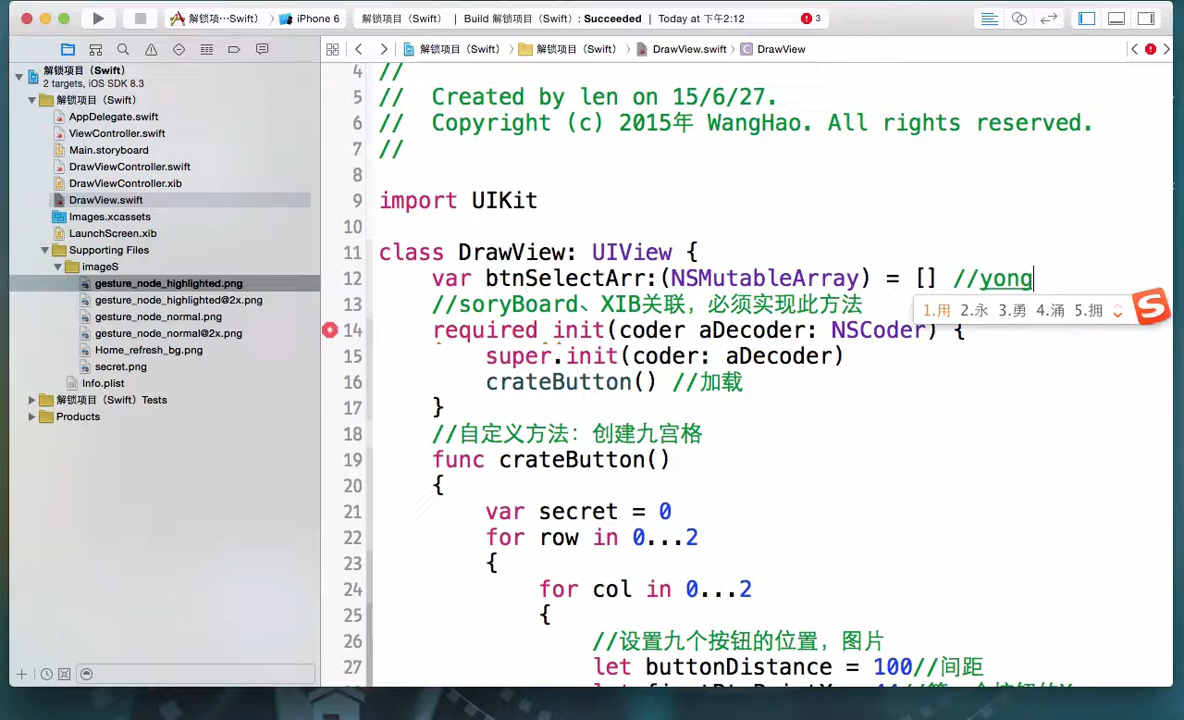 解锁项…(Swift) 〉 iPhone 6
解锁项目（Swift） | Build 解锁项目（Swift）: Succeeded | Today at 下午2:12
3
解锁项目（Swift） 〉 解锁项目（Swift） 〉 DrawView.swift 〉 C DrawView
解锁项目（Swift）
2 targets, iOS SDK 8.3
解锁项目（Swift）
AppDelegate.swift
ViewController.swift
Main.storyboard
DrawViewController.swift
DrawViewController.xib
DrawView.swift
Images.xcassets
LaunchScreen.xib
Supporting Files
imageS
gesture_node_highlighted.png
gesture_node_highlighted@2x.png
gesture_node_normal.png
gesture_node_normal@2x.png
Home_refresh_bg.png
secret.png
Info.plist
解锁项目（Swift）Tests
Products
4 //
5 //  Created by len on 15/6/27.
6 //  Copyright (c) 2015年 WangHao. All rights reserved.
7 //
8
9 import UIKit
10
11 class DrawView: UIView {
12     var btnSelectArr:(NSMutableArray) = [] //yong
1.用 2.永 3.勇 4.涌 5.拥
13     //soryBoard、XIB关联，必须实现此方法
14     required init(coder aDecoder: NSCoder) {
15         super.init(coder: aDecoder)
16         crateButton() //加载
17     }
18     //自定义方法：创建九宫格
19     func crateButton()
20     {
21         var secret = 0
22         for row in 0...2
23         {
24             for col in 0...2
25             {
26                 //设置九个按钮的位置，图片
27                 let buttonDistance = 100//间距